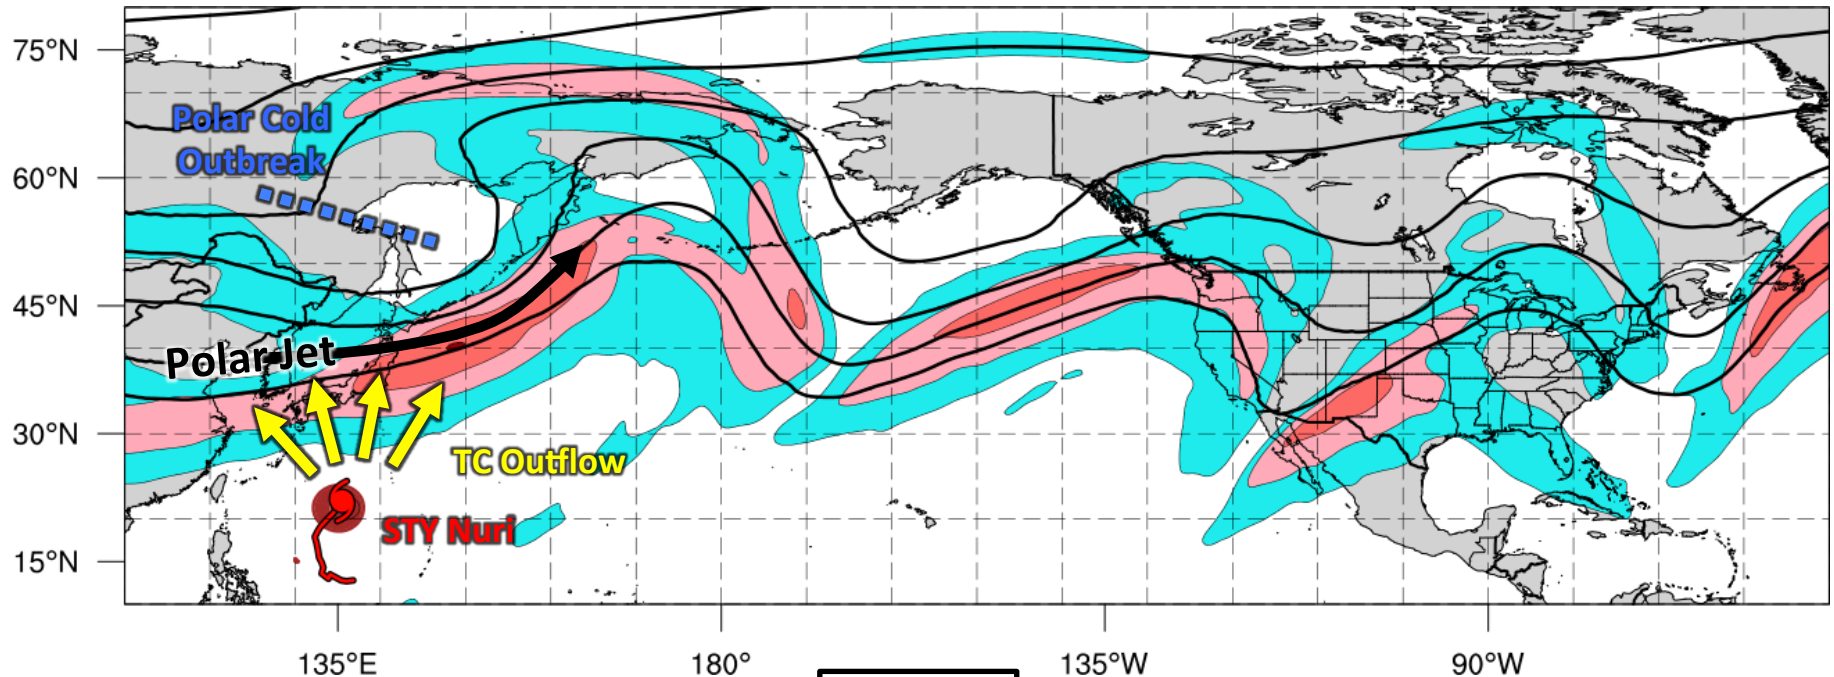 75°N
60°N
45°N
30°N
15°N
Polar Cold
Outbreak
Polar Jet
TC Outflow
STY Nuri
135°E
180°
135°W
90°W